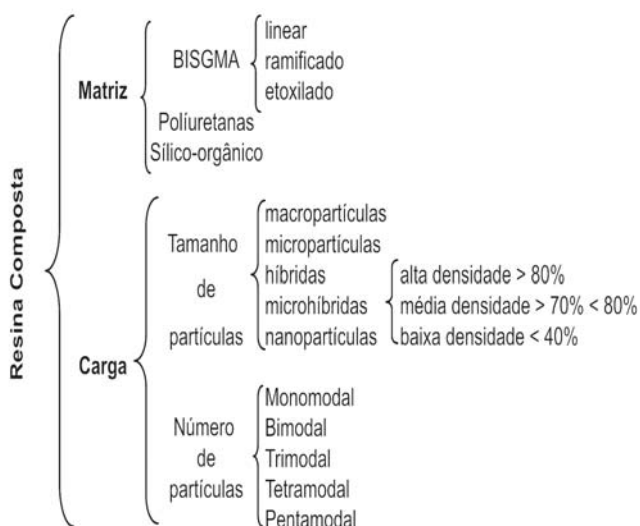 Resina Composta
Matriz
BISGMA
linear
ramificado
etoxilado
Políuretanas
Sílico-orgânico
Carga
Tamanho
de
partículas
macropartículas
micropartículas
híbridas
microhíbridas
nanopartículas
alta densidade > 80%
média densidade > 70% < 80%
baixa densidade < 40%
Número
de
partículas
Monomodal
Bimodal
Trimodal
Tetramodal
Pentamodal